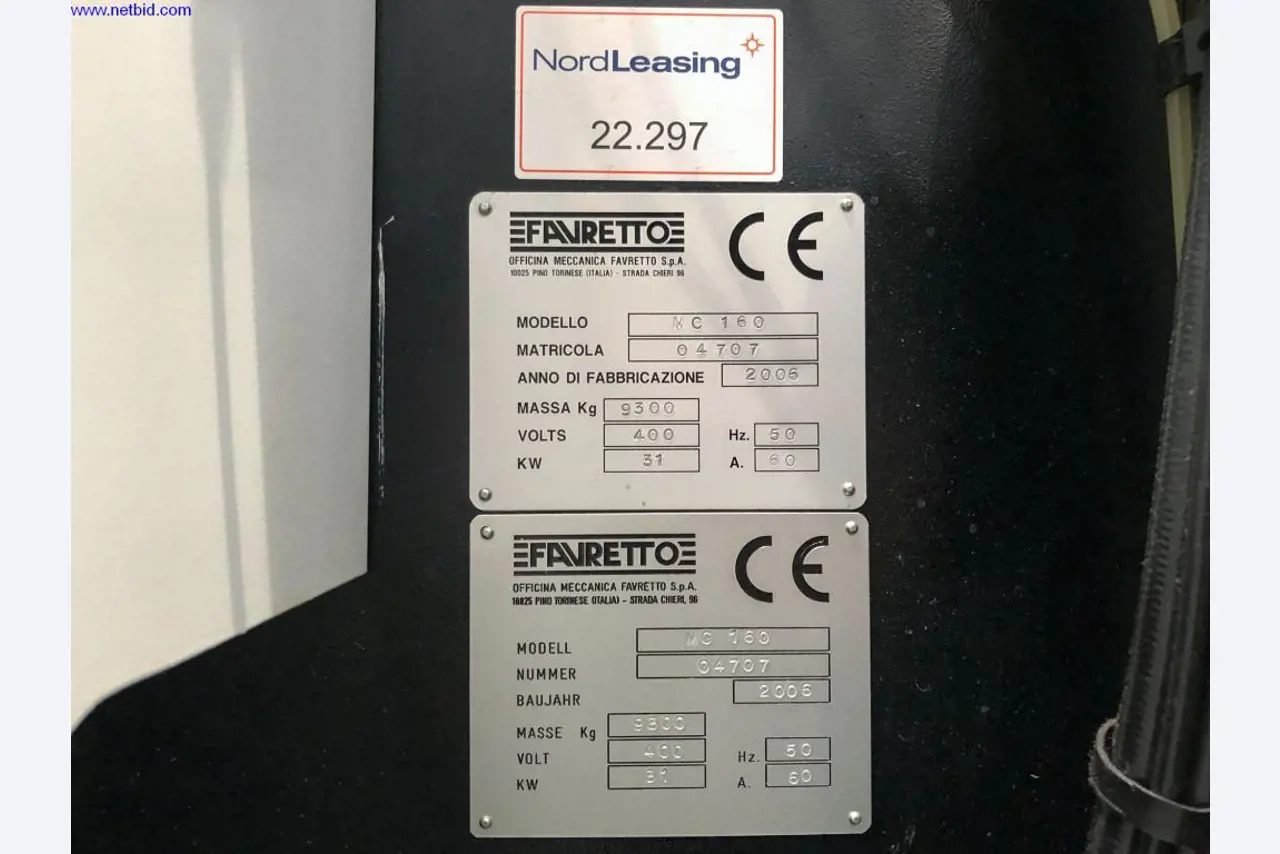 www.netbid.com
NordLeasing
22.297
FAVRETTO CE
OFFICINA MECCANICA FAVRETTO S.p.A.
10025 PINO TORINESE (ITALIA) - STRADA CHIERI 96
MODELLO MC 160
MATRICOLA 04707
ANNO DI FABBRICAZIONE 2006
MASSA Kg 9300
VOLTS 400 Hz. 50
KW 31 A. 60
FAVRETTO CE
OFFICINA MECCANICA FAVRETTO S.p.A.
10025 PINO TORINESE (ITALIA) - STRADA CHIERI, 96
MODELL MC 160
NUMMER 04707
BAUJAHR 2006
MASSE Kg 9300
VOLT 400 Hz. 50
KW 31 A. 60